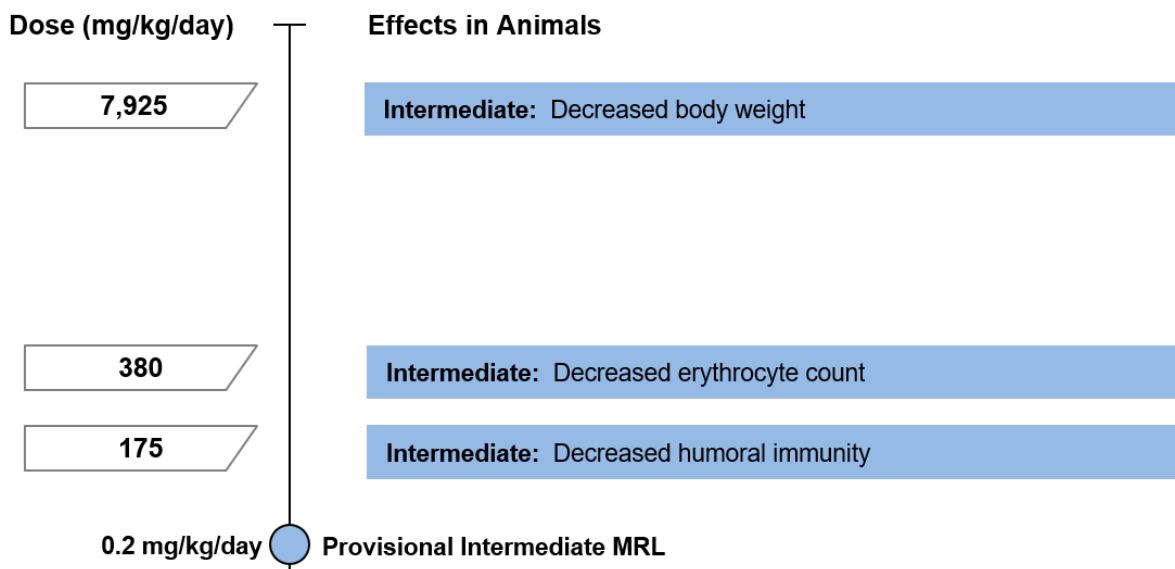 Dose (mg/kg/day) Effects in Animals
7,925 Intermediate: Decreased body weight
380 Intermediate: Decreased erythrocyte count
175 Intermediate: Decreased humoral immunity
0.2 mg/kg/day Provisional Intermediate MRL